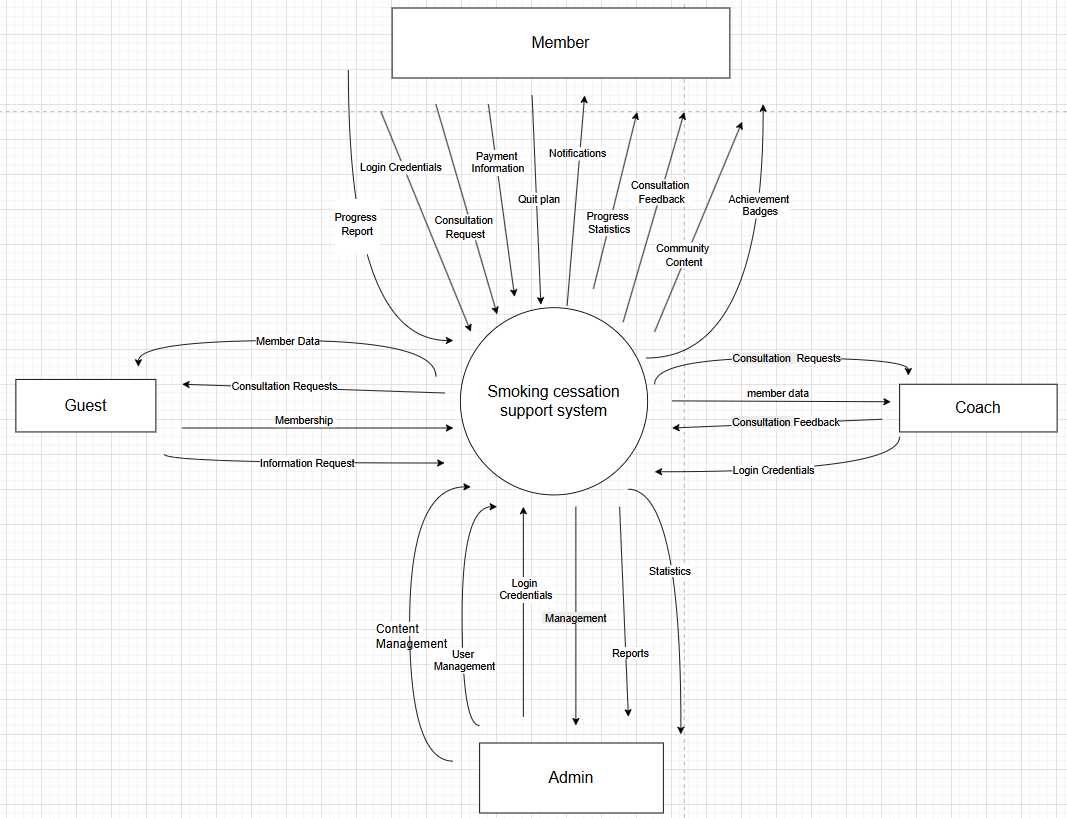 Member
Login Credentials
Payment
Information
Notifications
Quit plan
Progress
Report
Consultation
Request
Progress
Statistics
Consultation
Feedback
Achievement
Badges
Community
Content
Member Data
Consultation Requests
Membership
Information Request
Guest
Smoking cessation
support system
Consultation  Requests
member data
Consultation Feedback
Login Credentials
Coach
Content
Management
User
Management
Login
Credentials
Management
Reports
Statistics
Admin